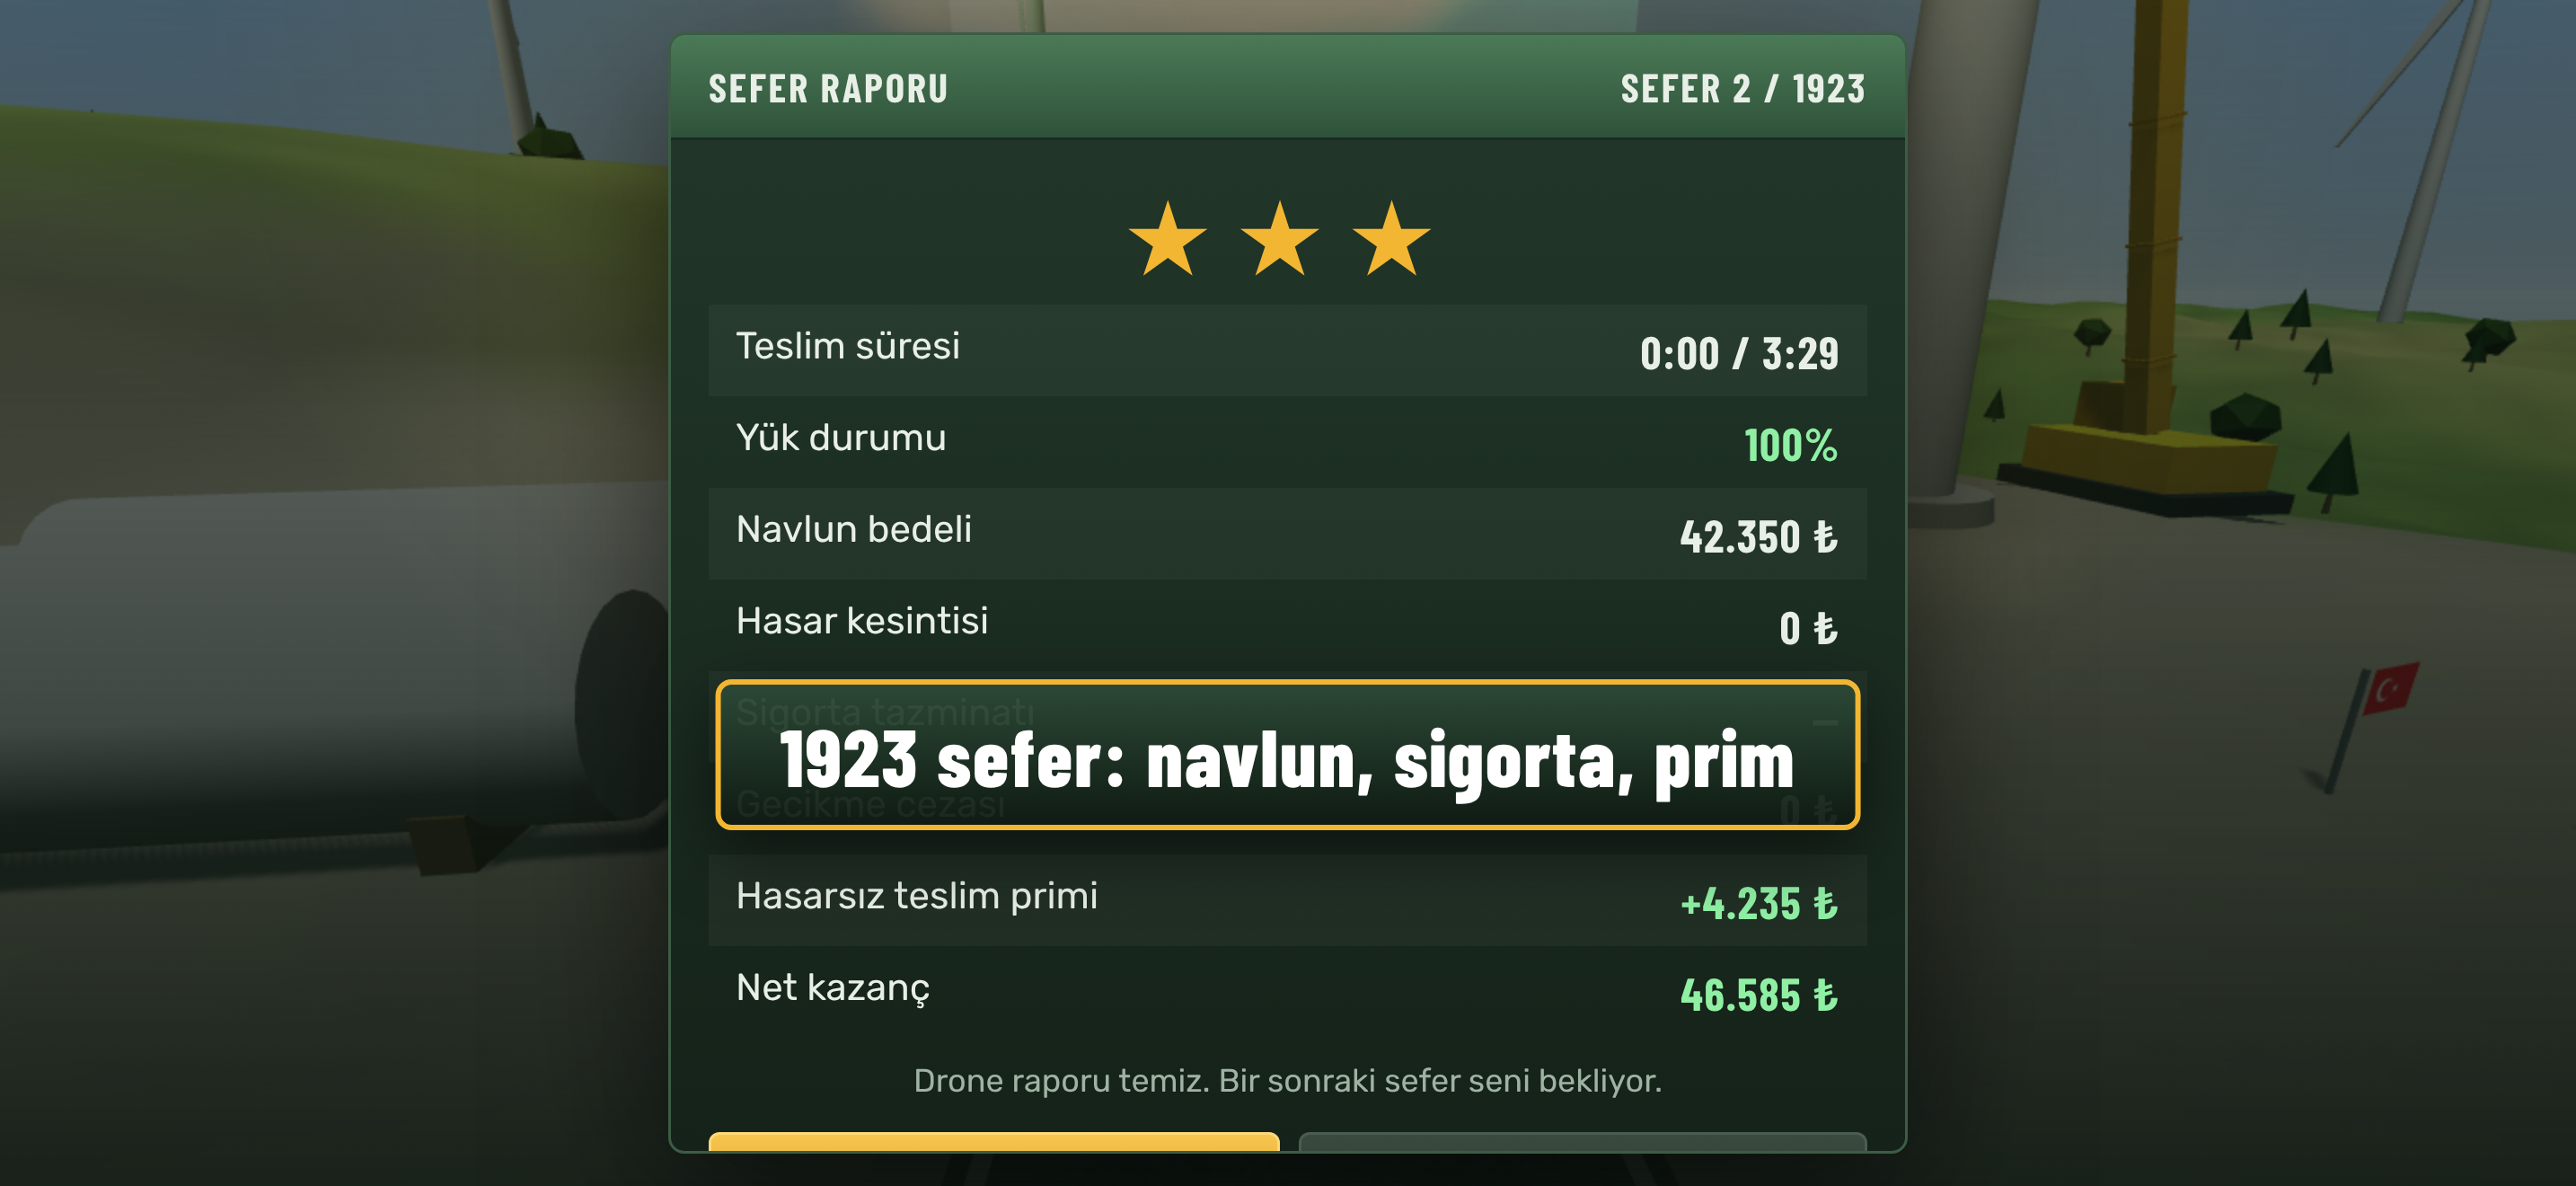 SEFER RAPORU
SEFER 2 / 1923
Teslim süresi
0:00 / 3:29
Yük durumu
100%
Navlun bedeli
42.350 ₺
Hasar kesintisi
0 ₺
Sigorta tazminatı
—
1923 sefer: navlun, sigorta, prim
Gecikme cezası
0 ₺
Hasarsız teslim primi
+4.235 ₺
Net kazanç
46.585 ₺
Drone raporu temiz. Bir sonraki sefer seni bekliyor.